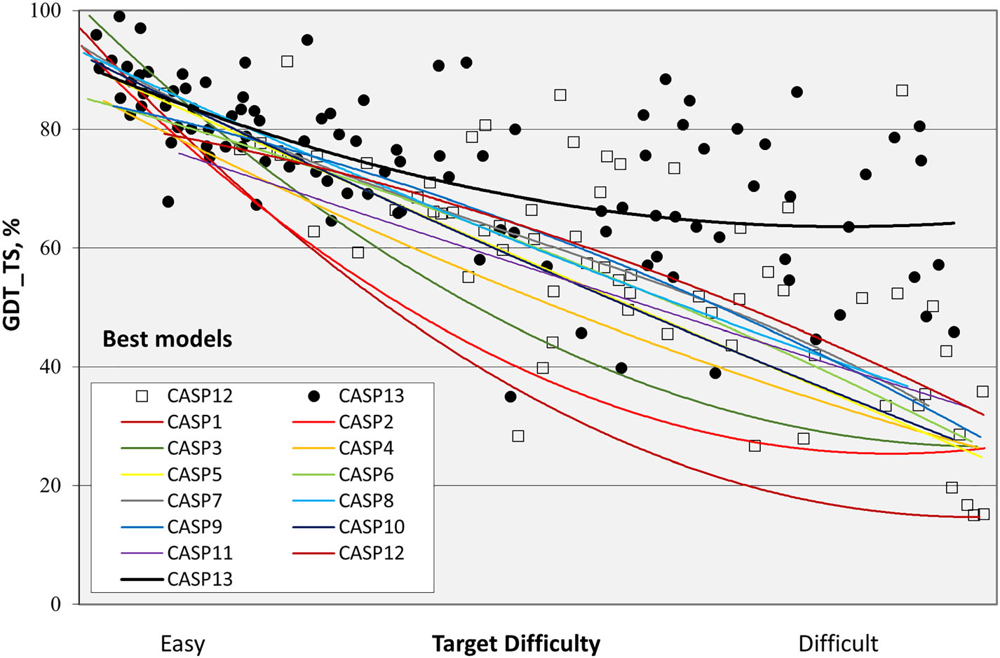 100
80
60
40
20
0
GDT_TS, %
Best models
CASP12 CASP13
CASP1 CASP2
CASP3 CASP4
CASP5 CASP6
CASP7 CASP8
CASP9 CASP10
CASP11 CASP12
CASP13
Easy Target Difficulty Difficult